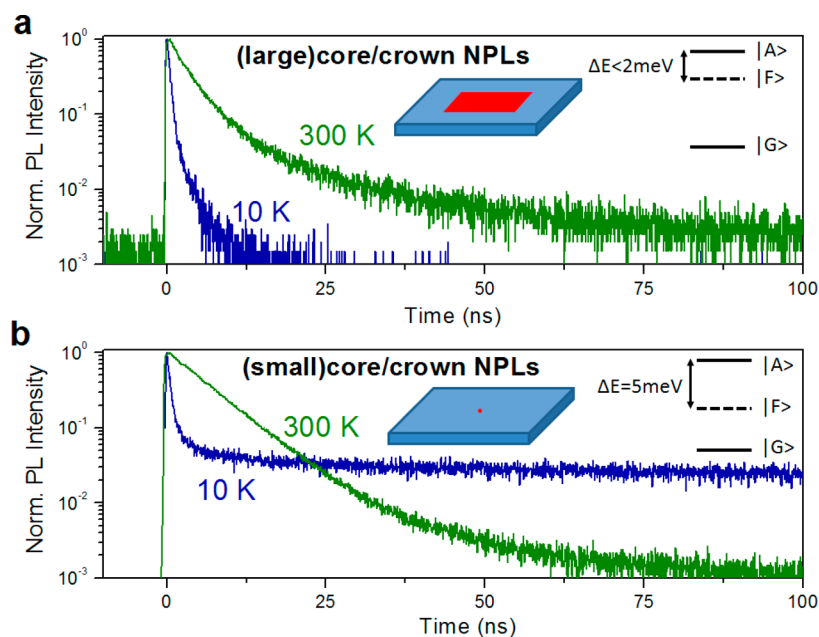 a
(large)core/crown NPLs
ΔE<2meV
|A>
|F>
|G>
300 K
10 K
Norm. PL Intensity
10⁰
10⁻¹
10⁻²
10⁻³
0 25 50 75 100
Time (ns)
b
(small)core/crown NPLs
ΔE=5meV
|A>
|F>
|G>
300 K
10 K
Norm. PL Intensity
10⁰
10⁻¹
10⁻²
10⁻³
0 25 50 75 100
Time (ns)